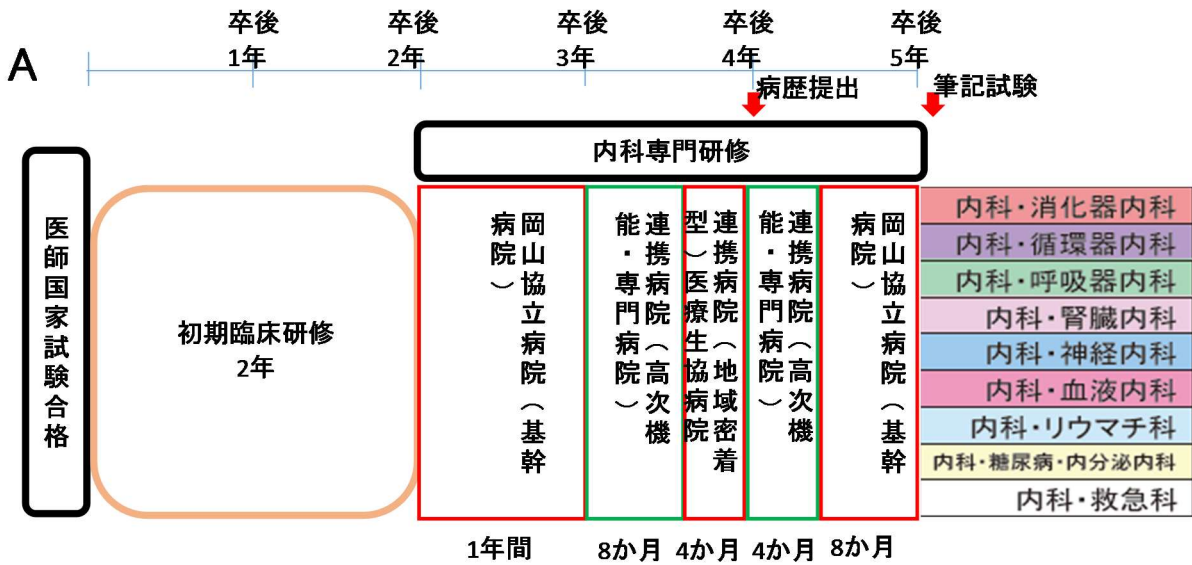 A
卒後
1年
卒後
2年
卒後
3年
卒後
4年
卒後
5年
病歴提出
筆記試験
内科専門研修
医師国家試験合格
初期臨床研修
2年
岡山協立病院（基幹
病院）
連携病院（高次機
能・専門病院）
連携病院（地域密着
型）医療生協病院
連携病院（高次機
能・専門病院）
岡山協立病院（基幹
病院）
内科・消化器内科
内科・循環器内科
内科・呼吸器内科
内科・腎臓内科
内科・神経内科
内科・血液内科
内科・リウマチ科
内科・糖尿病・内分泌内科
内科・救急科
1年間
8か月
4か月
4か月
8か月